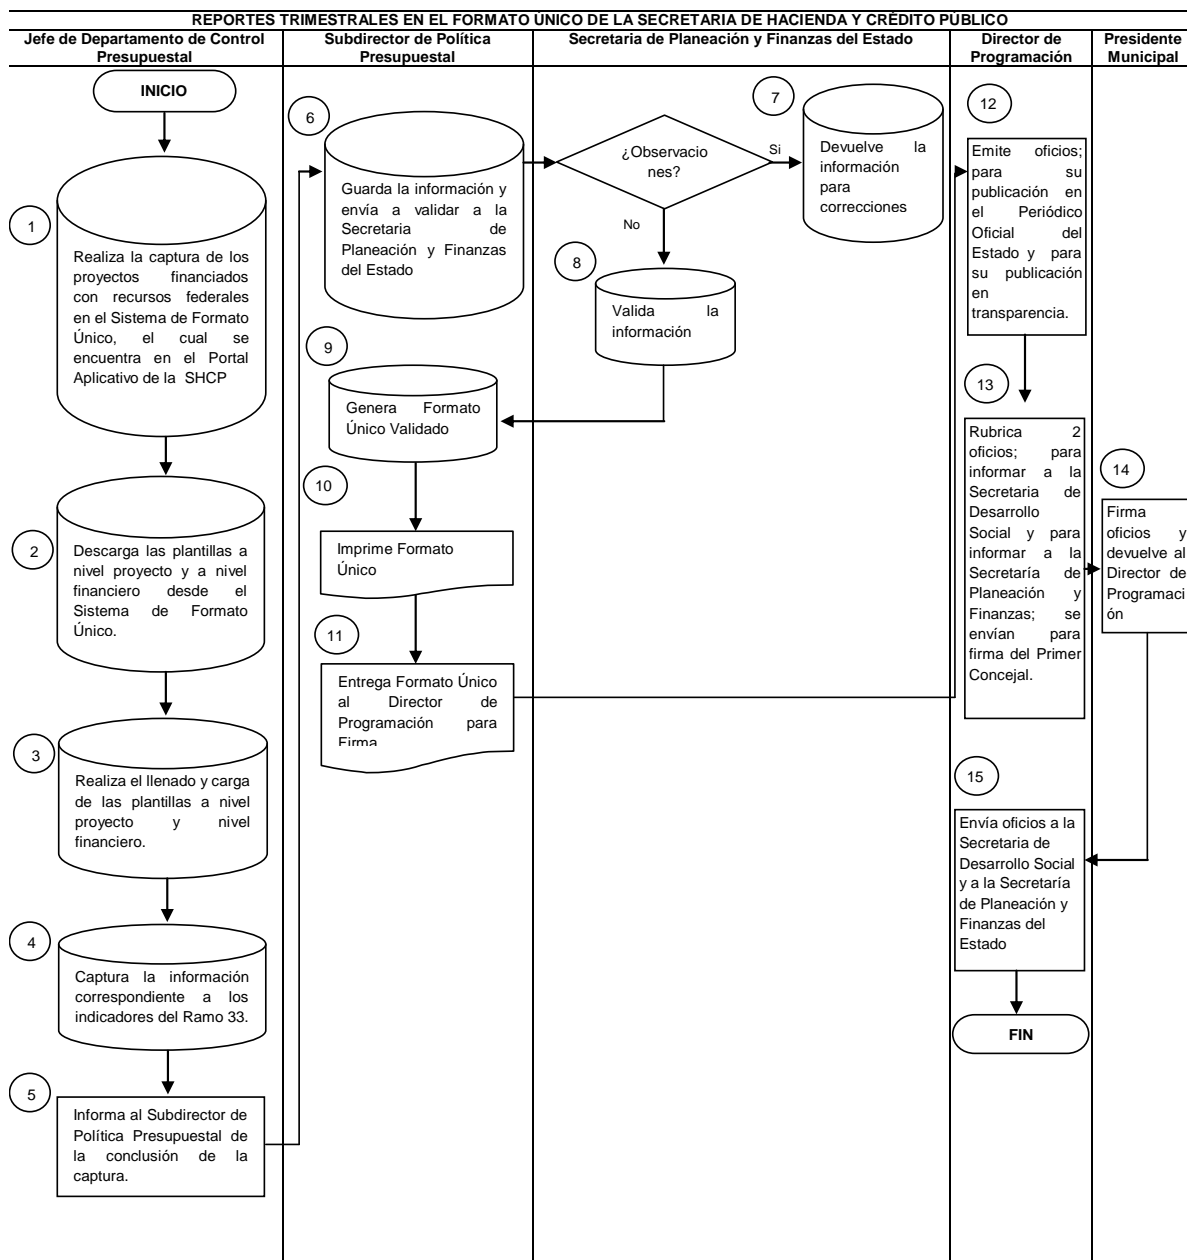 REPORTES TRIMESTRALES EN EL FORMATO ÚNICO DE LA SECRETARIA DE HACIENDA Y CRÉDITO PÚBLICO
Jefe de Departamento de Control
Presupuestal
Subdirector de Política
Presupuestal
Secretaria de Planeación y Finanzas del Estado
Director de
Programación
Presidente
Municipal
INICIO
1
Realiza la captura de los
proyectos financiados
con recursos federales
en el Sistema de Formato
Único, el cual se
encuentra en el Portal
Aplicativo de la SHCP
2
Descarga las plantillas a
nivel proyecto y a nivel
financiero desde el
Sistema de Formato
Único.
3
Realiza el llenado y carga
de las plantillas a nivel
proyecto y nivel
financiero.
4
Captura la información
correspondiente a los
indicadores del Ramo 33.
5
Informa al Subdirector de
Política Presupuestal de
la conclusión de la
captura.
6
Guarda la información y
envía a validar a la
Secretaria de
Planeación y Finanzas
del Estado
¿Observacio
nes?
Si
No
7
Devuelve la
información
para
correcciones
8
Valida la
información
9
Genera Formato
Único Validado
10
Imprime Formato
Único
11
Entrega Formato Único
al Director de
Programación para
Firma
12
Emite oficios;
para su
publicación en
el Periódico
Oficial del
Estado y para
su publicación
en
transparencia.
13
Rubrica 2
oficios; para
informar a la
Secretaria de
Desarrollo
Social y para
informar a la
Secretaría de
Planeación y
Finanzas; se
envían para
firma del Primer
Concejal.
14
Firma
oficios y
devuelve al
Director de
Programaci
ón
15
Envía oficios a la
Secretaria de
Desarrollo Social
y a la Secretaría
de Planeación y
Finanzas del
Estado
FIN